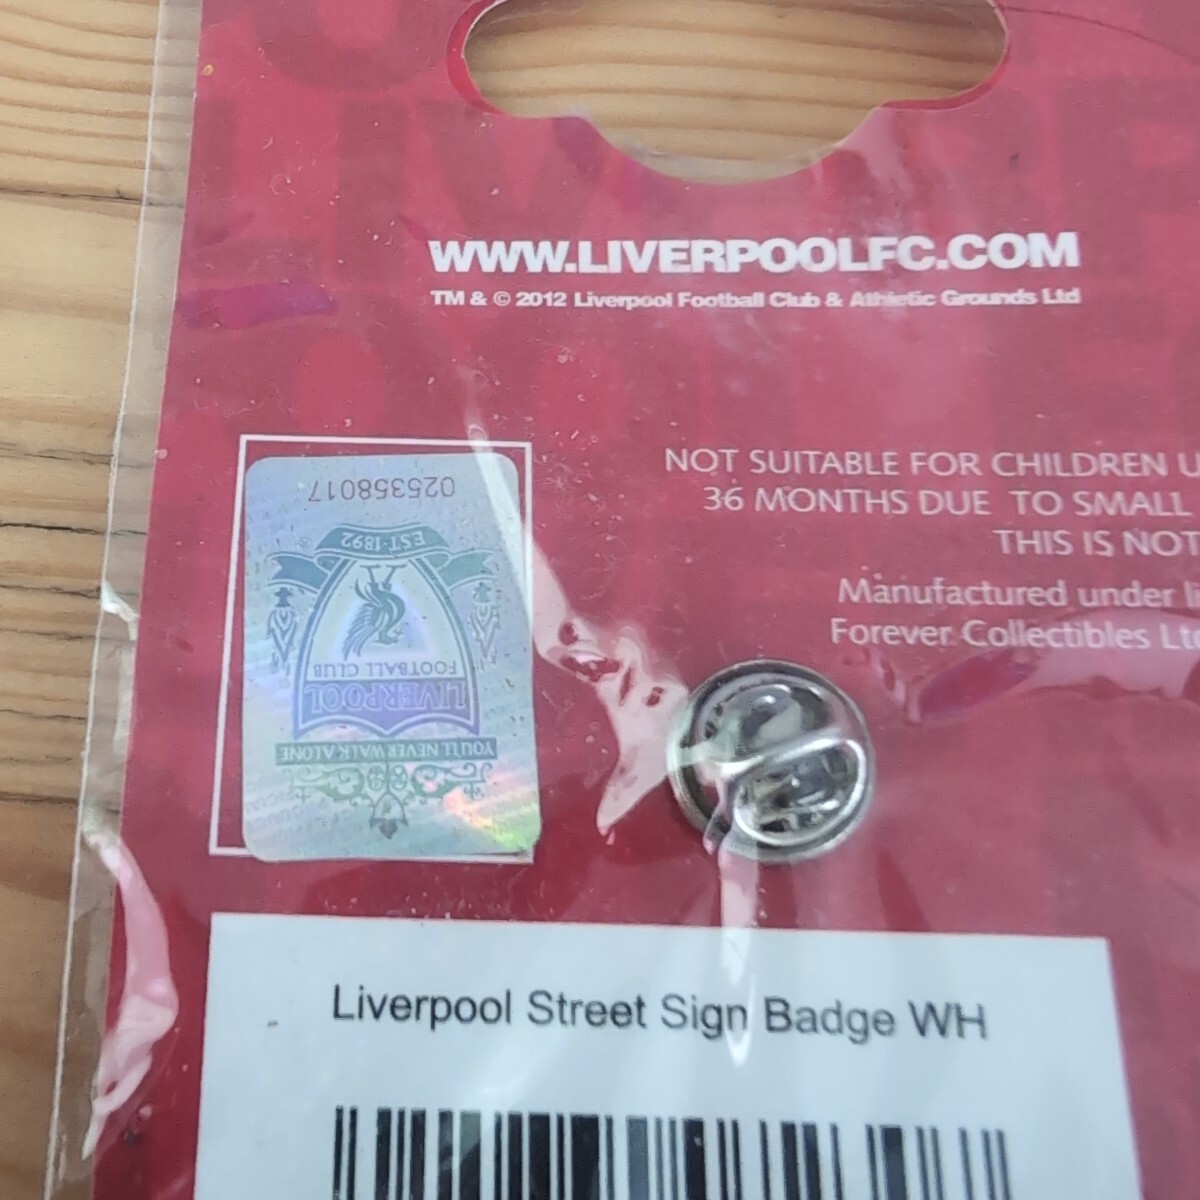 WWW.LIVERPOOLFC.COM
TM & © 2012 Liverpool Football Club & Athletic Grounds Ltd
NOT SUITABLE FOR CHILDREN U
36 MONTHS DUE TO SMALL
THIS IS NOT
Manufactured under li
Forever Collectibles Ltd
025358017
EST·1892
LIVERPOOL
FOOTBALL CLUB
YOU'LL NEVER WALK ALONE
Liverpool Street Sign Badge WH